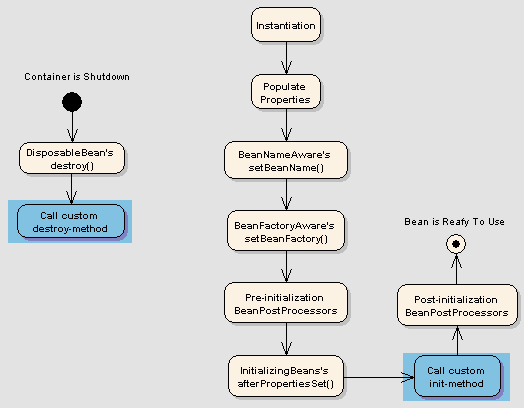 Instantiation
Container is Shutdown
Populate
Properties
DisposableBean's
destroy()
BeanNameAware's
setBeanName()
Call custom
destroy-method
BeanFactoryAware's
setBeanFactory()
Bean is Reafy To Use
Pre-initialization
BeanPostProcessors
Post-initialization
BeanPostProcessors
InitializingBeans's
afterPropertiesSet()
Call custom
init-method